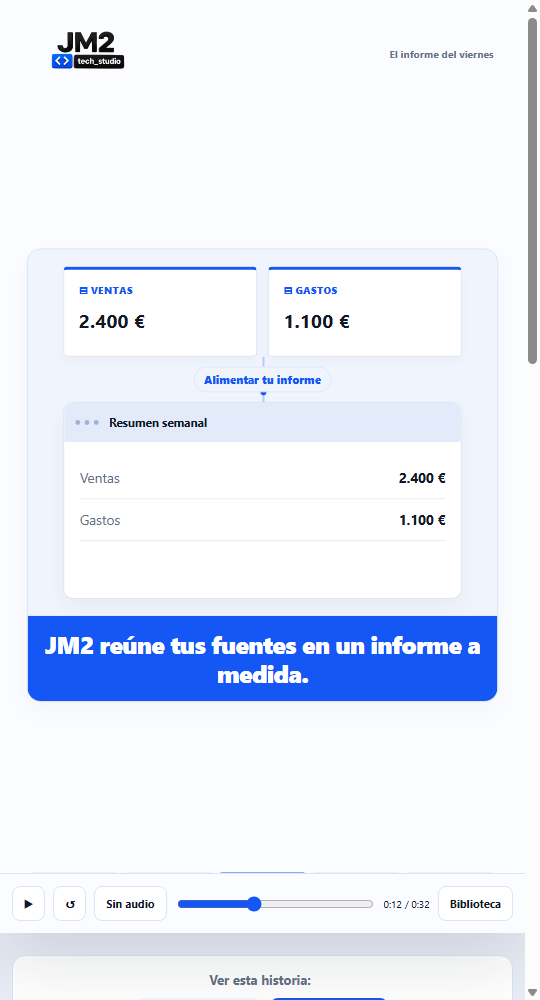 JM2
<> tech_studio
El informe del viernes
VENTAS
2.400 €
GASTOS
1.100 €
Alimentar tu informe
Resumen semanal
Ventas 2.400 €
Gastos 1.100 €
JM2 reúne tus fuentes en un informe a
medida.
Sin audio
0:12 / 0:32
Biblioteca
Ver esta historia: